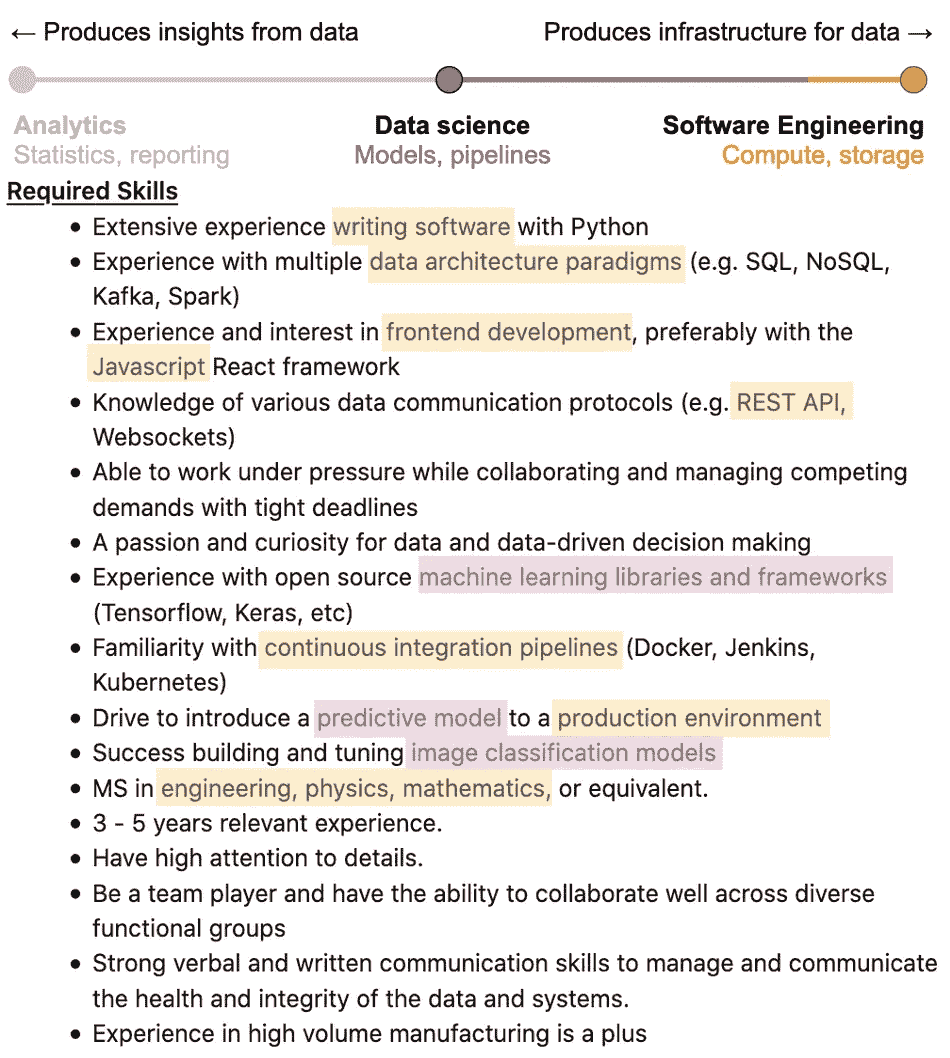 ← Produces insights from data
Produces infrastructure for data →
Analytics
Statistics, reporting
Data science
Models, pipelines
Software Engineering
Compute, storage
Required Skills
• Extensive experience writing software with Python
• Experience with multiple data architecture paradigms (e.g. SQL, NoSQL,
Kafka, Spark)
• Experience and interest in frontend development, preferably with the
Javascript React framework
• Knowledge of various data communication protocols (e.g. REST API,
Websockets)
• Able to work under pressure while collaborating and managing competing
demands with tight deadlines
• A passion and curiosity for data and data-driven decision making
• Experience with open source machine learning libraries and frameworks
(Tensorflow, Keras, etc)
• Familiarity with continuous integration pipelines (Docker, Jenkins,
Kubernetes)
• Drive to introduce a predictive model to a production environment
• Success building and tuning image classification models
• MS in engineering, physics, mathematics, or equivalent.
• 3 - 5 years relevant experience.
• Have high attention to details.
• Be a team player and have the ability to collaborate well across diverse
functional groups
• Strong verbal and written communication skills to manage and communicate
the health and integrity of the data and systems.
• Experience in high volume manufacturing is a plus